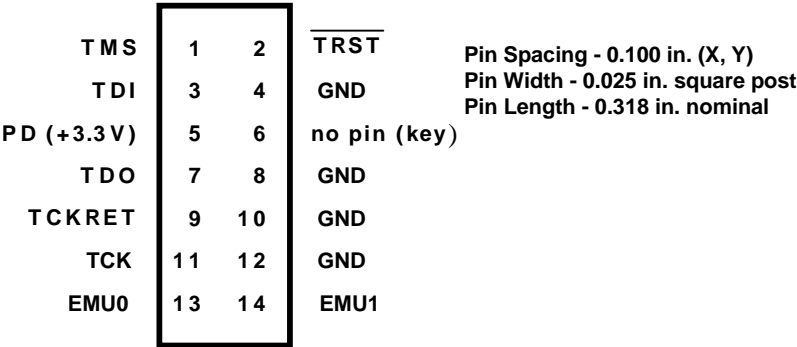 TMS 1 2 TRST
TDI 3 4 GND
PD (+3.3V) 5 6 no pin (key)
TDO 7 8 GND
TCKRET 9 10 GND
TCK 11 12 GND
EMU0 13 14 EMU1
Pin Spacing - 0.100 in. (X, Y)
Pin Width - 0.025 in. square post
Pin Length - 0.318 in. nominal